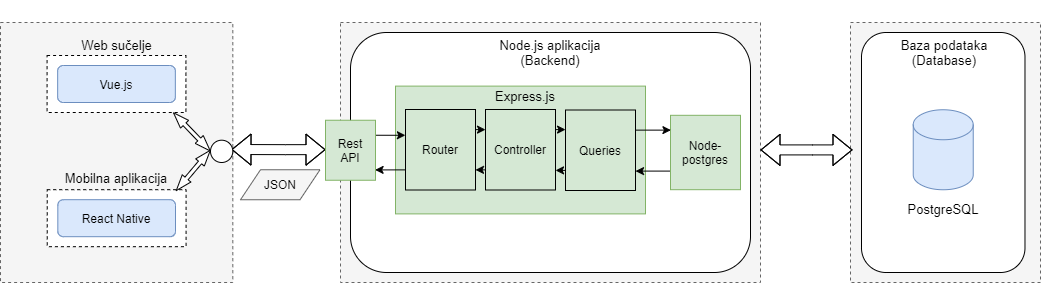 Web sučelje
Vue.js
Mobilna aplikacija
React Native
JSON
Node.js aplikacija
(Backend)
Rest
API
Express.js
Router
Controller
Queries
Node-
postgres
Baza podataka
(Database)
PostgreSQL